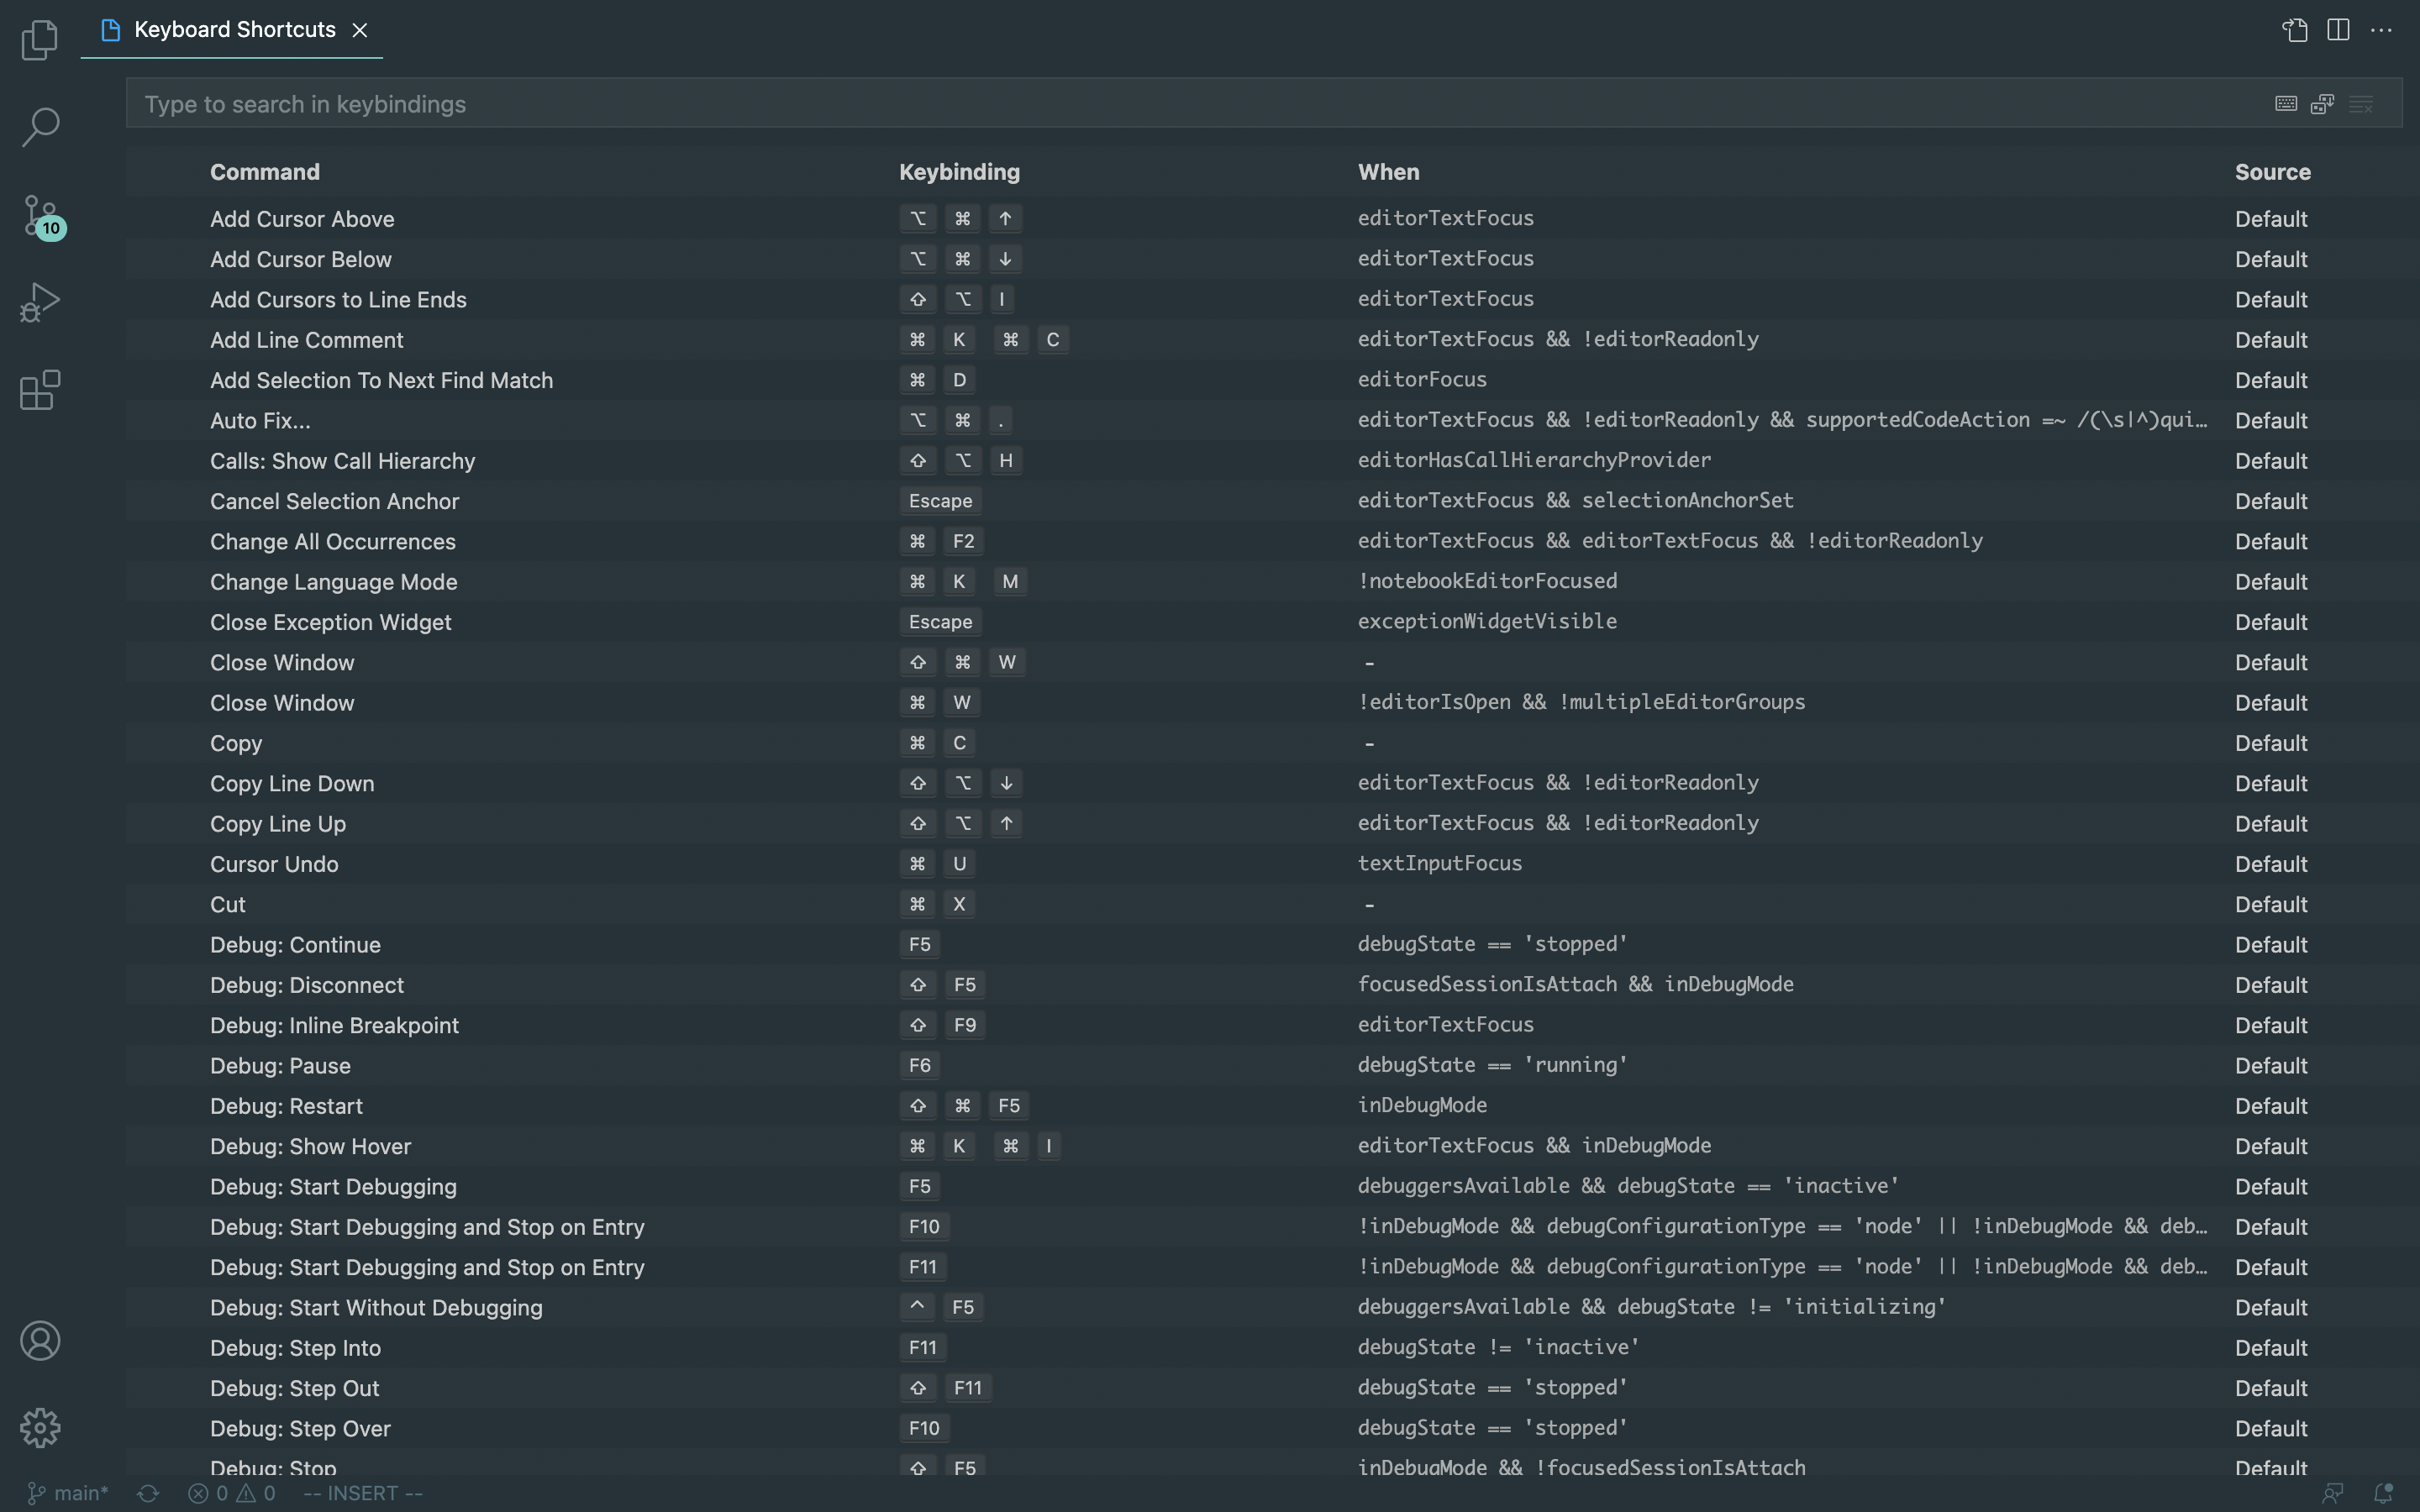 Keyboard Shortcuts
Type to search in keybindings
10
Command Keybinding When Source
Add Cursor Above ⌥ ⌘ ↑ editorTextFocus Default
Add Cursor Below ⌥ ⌘ ↓ editorTextFocus Default
Add Cursors to Line Ends ⇧ ⌥ I editorTextFocus Default
Add Line Comment ⌘ K ⌘ C editorTextFocus && !editorReadonly Default
Add Selection To Next Find Match ⌘ D editorFocus Default
Auto Fix... ⌥ ⌘ . editorTextFocus && !editorReadonly && supportedCodeAction =~ /(\s|^)qui… Default
Calls: Show Call Hierarchy ⇧ ⌥ H editorHasCallHierarchyProvider Default
Cancel Selection Anchor Escape editorTextFocus && selectionAnchorSet Default
Change All Occurrences ⌘ F2 editorTextFocus && editorTextFocus && !editorReadonly Default
Change Language Mode ⌘ K M !notebookEditorFocused Default
Close Exception Widget Escape exceptionWidgetVisible Default
Close Window ⇧ ⌘ W – Default
Close Window ⌘ W !editorIsOpen && !multipleEditorGroups Default
Copy ⌘ C – Default
Copy Line Down ⇧ ⌥ ↓ editorTextFocus && !editorReadonly Default
Copy Line Up ⇧ ⌥ ↑ editorTextFocus && !editorReadonly Default
Cursor Undo ⌘ U textInputFocus Default
Cut ⌘ X – Default
Debug: Continue F5 debugState == 'stopped' Default
Debug: Disconnect ⇧ F5 focusedSessionIsAttach && inDebugMode Default
Debug: Inline Breakpoint ⇧ F9 editorTextFocus Default
Debug: Pause F6 debugState == 'running' Default
Debug: Restart ⇧ ⌘ F5 inDebugMode Default
Debug: Show Hover ⌘ K ⌘ I editorTextFocus && inDebugMode Default
Debug: Start Debugging F5 debuggersAvailable && debugState == 'inactive' Default
Debug: Start Debugging and Stop on Entry F10 !inDebugMode && debugConfigurationType == 'node' || !inDebugMode && deb… Default
Debug: Start Debugging and Stop on Entry F11 !inDebugMode && debugConfigurationType == 'node' || !inDebugMode && deb… Default
Debug: Start Without Debugging ^ F5 debuggersAvailable && debugState != 'initializing' Default
Debug: Step Into F11 debugState != 'inactive' Default
Debug: Step Out ⇧ F11 debugState == 'stopped' Default
Debug: Step Over F10 debugState == 'stopped' Default
Debug: Stop ⇧ F5 inDebugMode && !focusedSessionIsAttach Default
main* 0 0 -- INSERT --